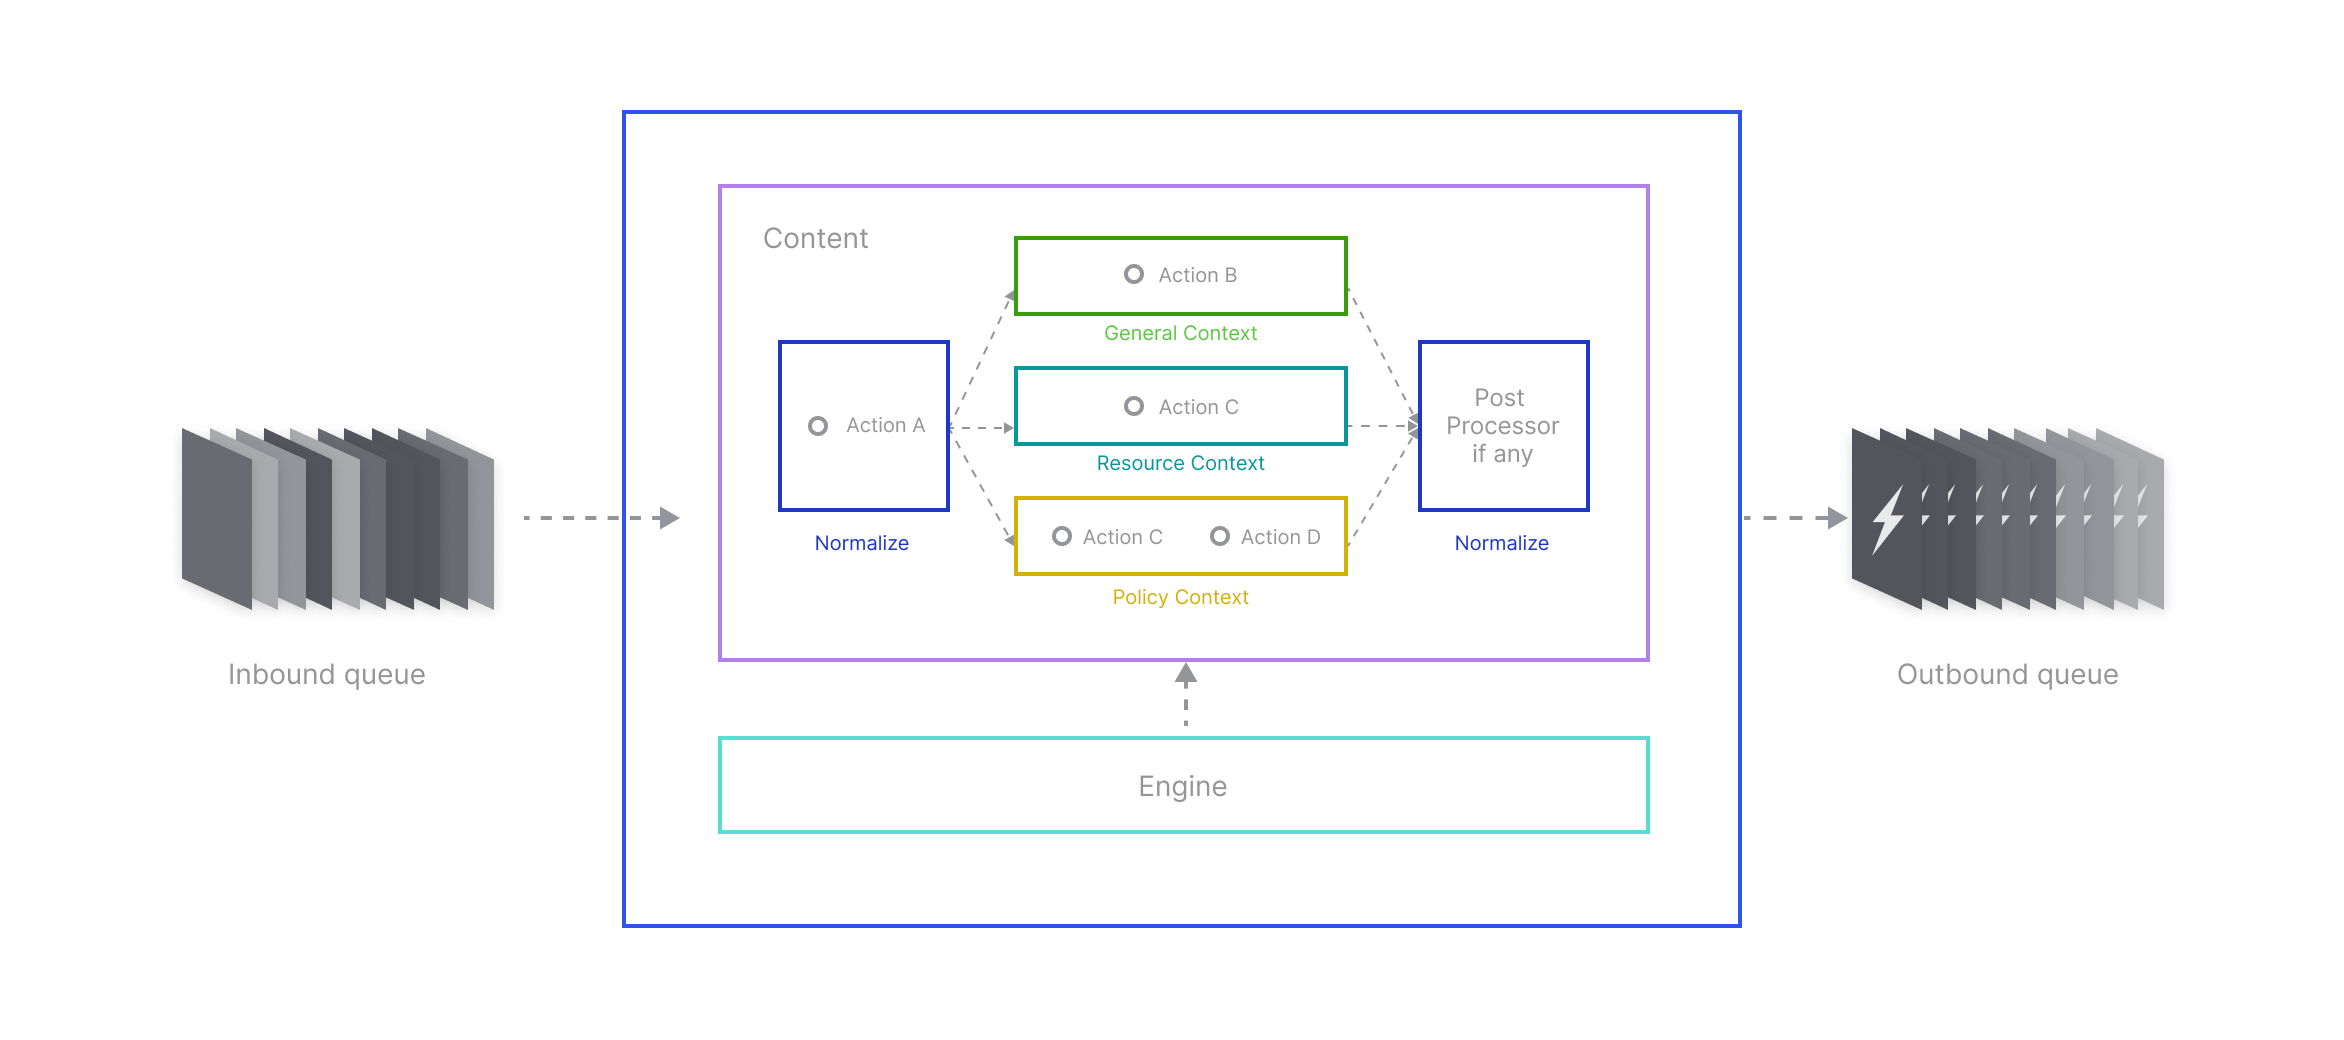 Content
Action B
General Context
Action A
Normalize
Action C
Resource Context
Action C
Action D
Policy Context
Post
Processor
if any
Normalize
Inbound queue
Outbound queue
Engine